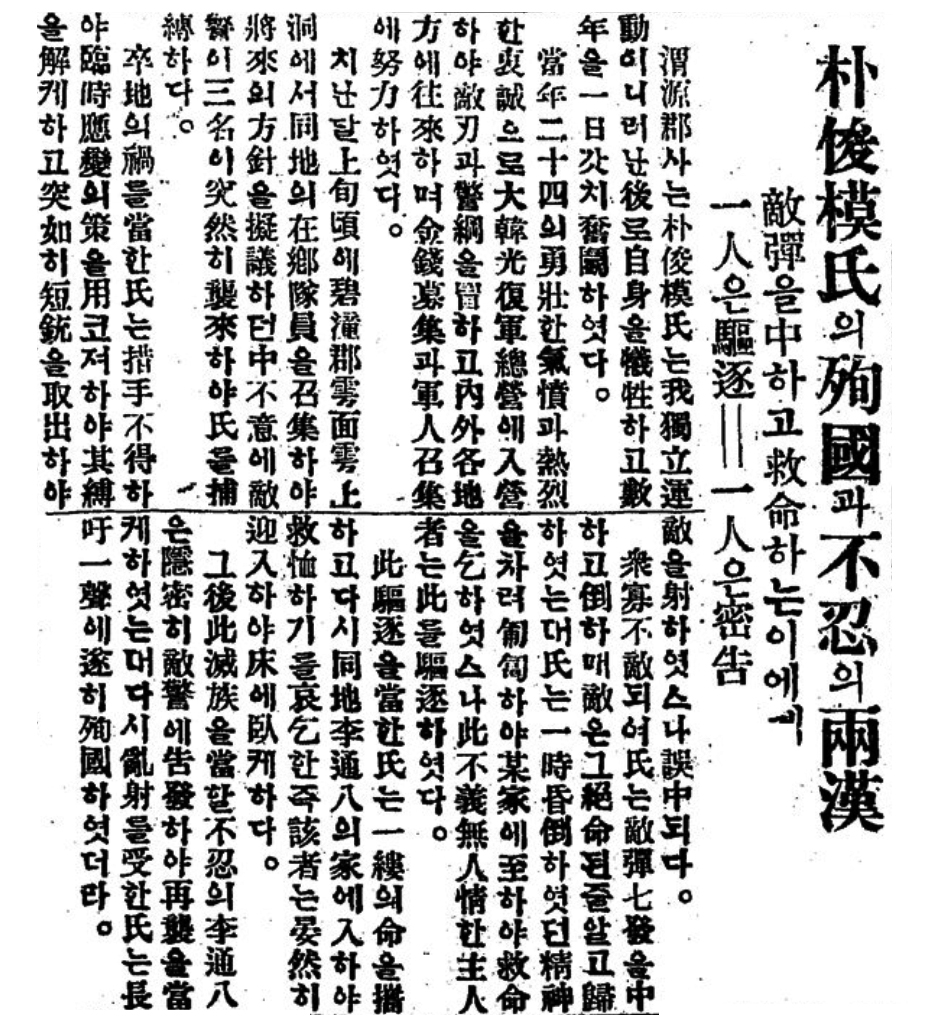 朴俊模氏의殉國과不忍의兩漢
敵彈을中하고救命하는이에게
一人은驅逐＝一人은密告
渭源郡사는朴俊模氏는我獨立運
動이니러난後로自身을犧牲하고數
年을一日갓치奮鬪하엿다。
當年二十四의勇壯한氣憤과熱烈
한衷誠으로大韓光復軍總營에入營
하야敵刃과警綱을冒하고內外各地
方에往來하며金錢募集과軍人召集
에努力하엿다。
치난달上旬頃에碧潼郡雩面雩上
洞에서同地의在鄕隊員을召集하야
將來의方針을擬議하던中不意에敵
警이三名이突然히襲來하야氏를捕
縛하다。
卒地의禍를當한氏는措手不得하
야臨時應變의策을用코저하야其縛
을解케하고突如히短銃을取出하야
敵을射하엿스나誤中되다。
衆寡不敵되여氏는敵彈七發을中
하고倒하매敵은그絕命된줄알고歸
하엿는대氏는一時昏倒하엿던精神
을차려匍匐하야某家에至하야救命
을乞하엿스나此不義無人情한主人
者는此를驅逐하엿다。
此驅逐을當한氏는一縷의命을携
하고다시同地李通八의家에入하야
救恤하기를哀乞한즉該者는晏然히
迎入하야床에臥케하다。
그後此滅族을當할不忍의李通八
은隱密히敵警에告發하야再襲을當
케하엿는대다시亂射를受한氏는長
吁一聲에遂히殉國하엿더라。